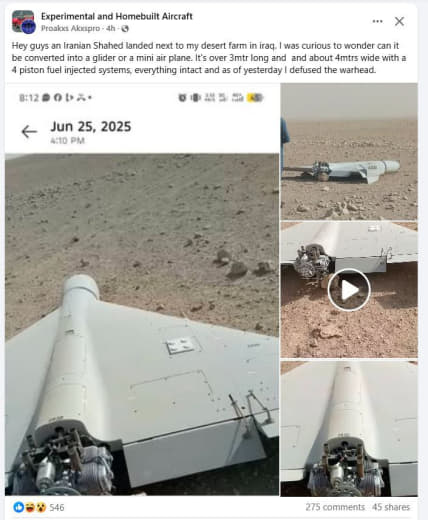 Experimental and Homebuilt Aircraft
Proakxs Akxspro · 4h ·
Hey guys an Iranian Shahed landed next to my desert farm in iraq. I was curious to wonder can it
be converted into a glider or a mini air plane. It's over 3mtr long and and about 4mtrs wide with a
4 piston fuel injected systems, everything intact and as of yesterday I defused the warhead.
8:12
Jun 25, 2025
4:10 PM
546
275 comments 45 shares